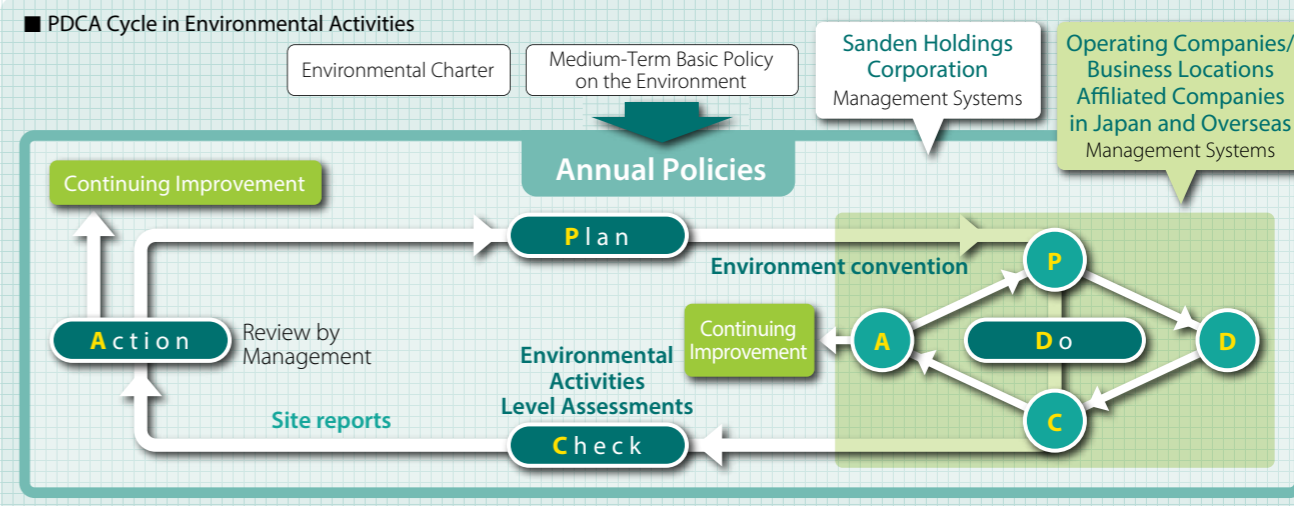 ■ PDCA Cycle in Environmental Activities
Environmental Charter
Medium-Term Basic Policy
on the Environment
Sanden Holdings
Corporation
Management Systems
Operating Companies/
Business Locations
Affiliated Companies
in Japan and Overseas
Management Systems
Annual Policies
Continuing Improvement
Plan
Environment convention
P
Action
Review by
Management
Continuing
Improvement
A
Do
D
Environmental
Activities
Level Assessments
Site reports
Check
C